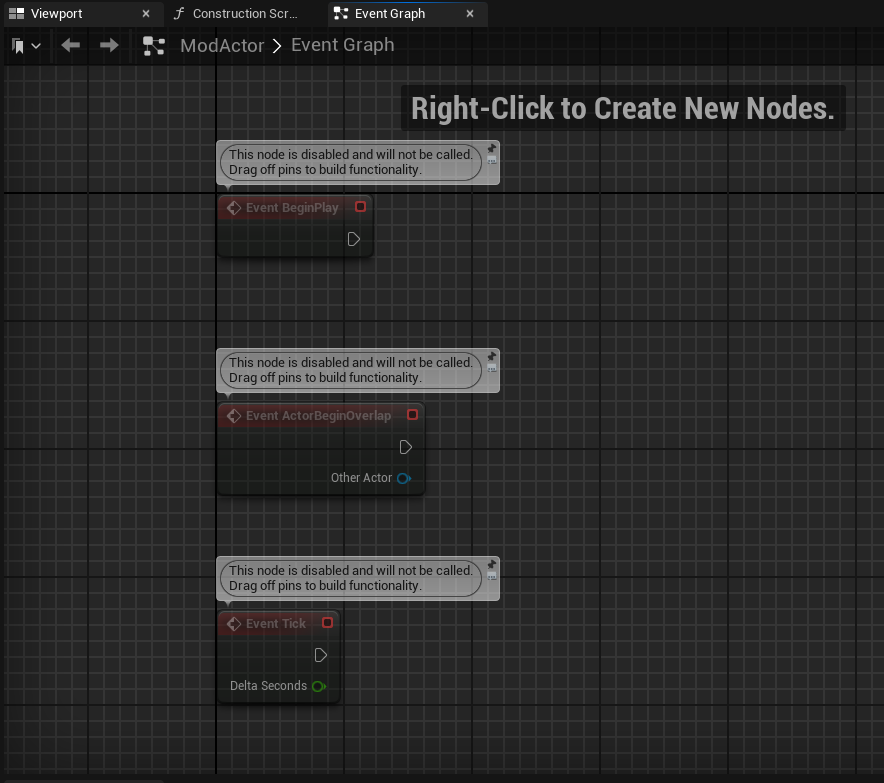 Viewport
Construction Scr...
Event Graph
ModActor > Event Graph
Right-Click to Create New Nodes.
This node is disabled and will not be called.
Drag off pins to build functionality.
Event BeginPlay
This node is disabled and will not be called.
Drag off pins to build functionality.
Event ActorBeginOverlap
Other Actor
This node is disabled and will not be called.
Drag off pins to build functionality.
Event Tick
Delta Seconds